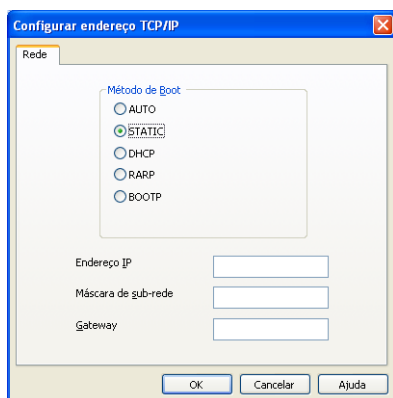 Configurar endereço TCP/IP
Rede
Método de Boot
AUTO
STATIC
DHCP
RARP
BOOTP
Endereço IP
Máscara de sub-rede
Gateway
OK Cancelar Ajuda